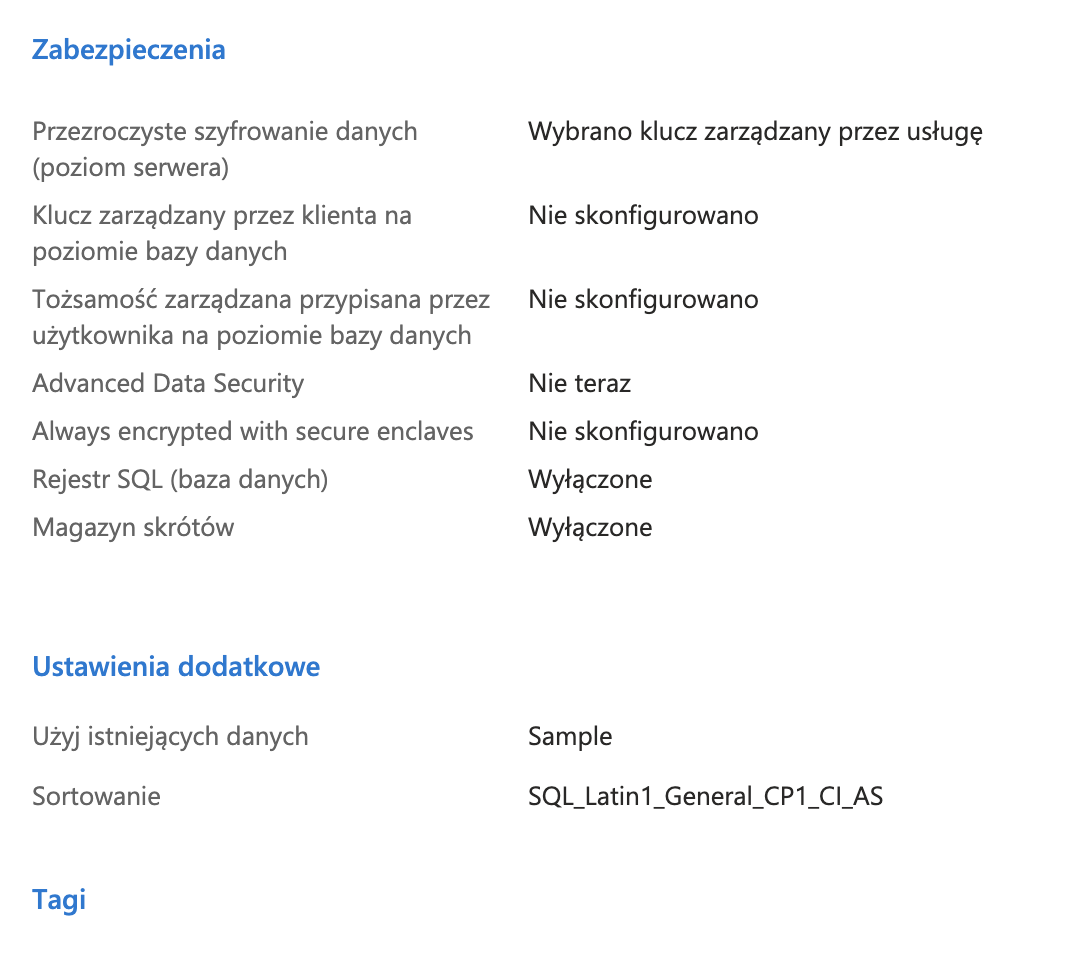 Zabezpieczenia
Przezroczyste szyfrowanie danych
(poziom serwera)
Wybrano klucz zarządzany przez usługę
Klucz zarządzany przez klienta na
poziomie bazy danych
Nie skonfigurowano
Tożsamość zarządzana przypisana przez
użytkownika na poziomie bazy danych
Nie skonfigurowano
Advanced Data Security
Nie teraz
Always encrypted with secure enclaves
Nie skonfigurowano
Rejestr SQL (baza danych)
Wyłączone
Magazyn skrótów
Wyłączone
Ustawienia dodatkowe
Użyj istniejących danych
Sample
Sortowanie
SQL_Latin1_General_CP1_CI_AS
Tagi